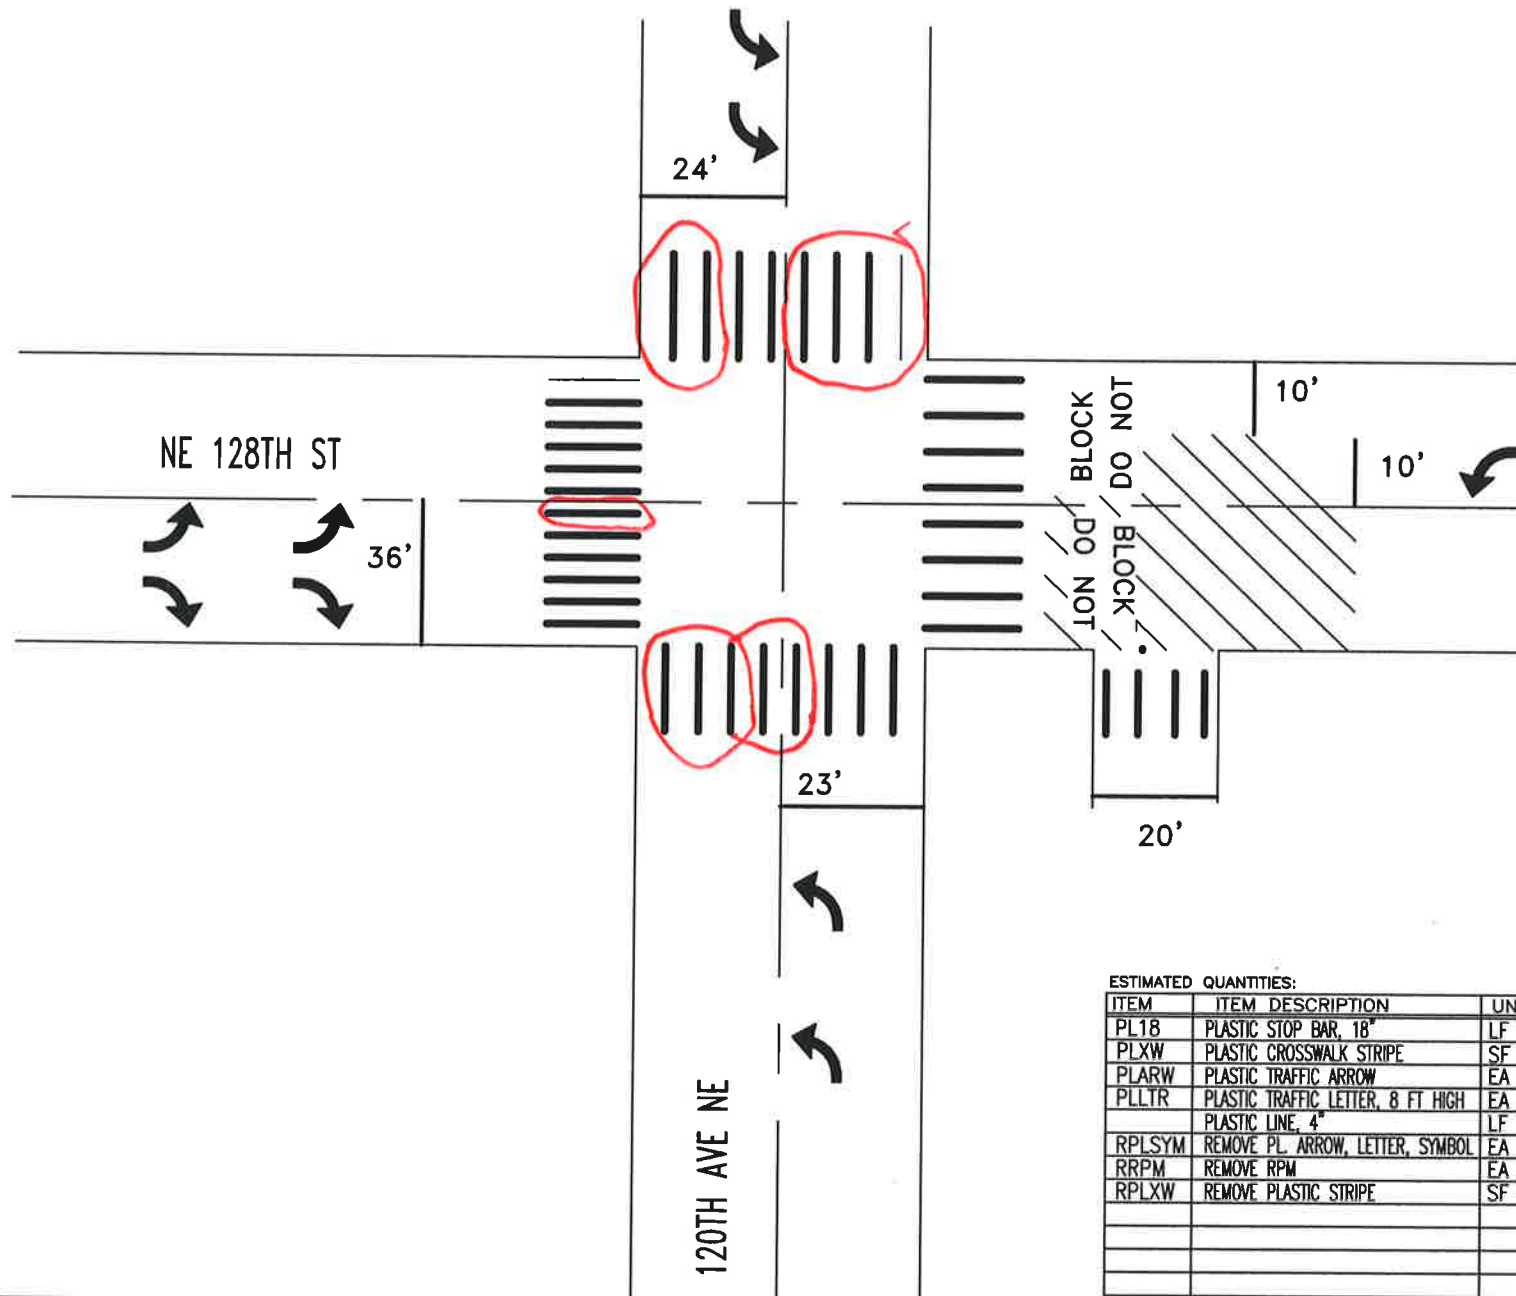 24'
NE 128TH ST
36'
BLOCK
DO NOT
DO NOT
BLOCK
10'
10'
23'
20'
120TH AVE NE
ESTIMATED QUANTITIES:
ITEM ITEM DESCRIPTION UN
PL18 PLASTIC STOP BAR, 18" LF
PLXW PLASTIC CROSSWALK STRIPE SF
PLARW PLASTIC TRAFFIC ARROW EA
PLLTR PLASTIC TRAFFIC LETTER, 8 FT HIGH EA
PLASTIC LINE, 4" LF
RPLSYM REMOVE PL. ARROW, LETTER, SYMBOL EA
RRPM REMOVE RPM EA
RPLXW REMOVE PLASTIC STRIPE SF